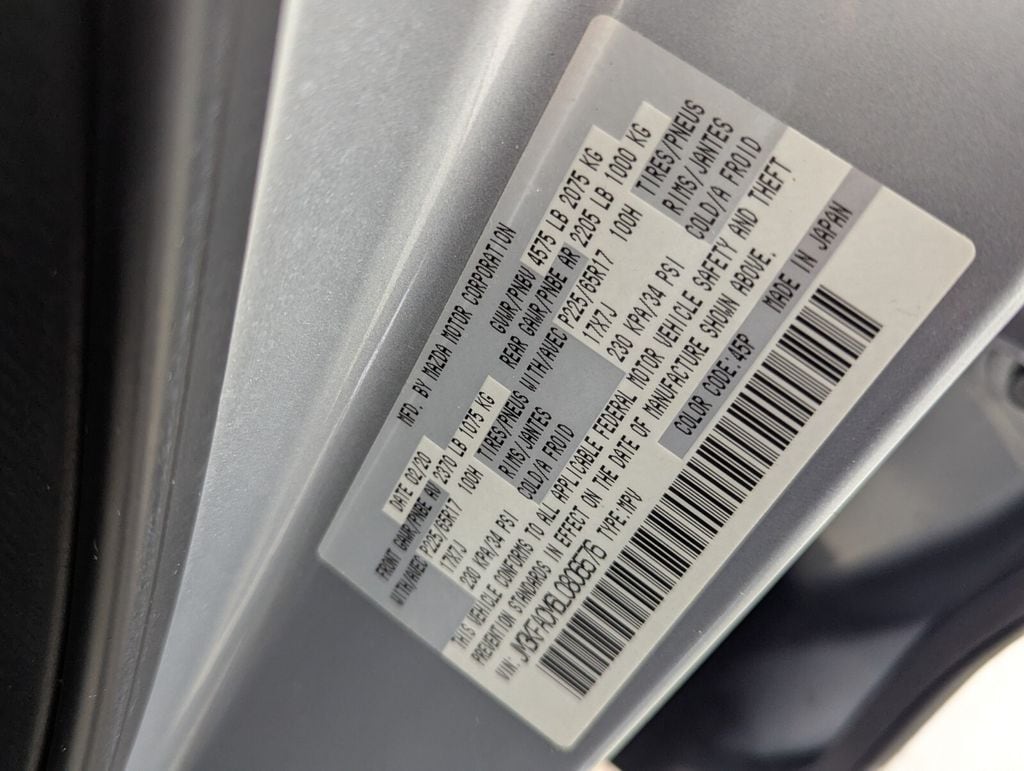 MFD. BY MAZDA MOTOR CORPORATION
DATE 02/20 GVWR/PNBV 4575 LB 2075 KG
FRONT GAWR/PNBE AV 2370 LB 1075 KG REAR GAWR/PNBE AR 2205 LB 1000 KG
WITH/AVEC P225/65R17 100H TIRES/PNEUS WITH/AVEC P225/65R17 100H TIRES/PNEUS
17X7J RIMS/JANTES 17X7J RIMS/JANTES
230 KPA/34 PSI COLD/A FROID 230 KPA/34 PSI COLD/A FROID
THIS VEHICLE CONFORMS TO ALL APPLICABLE FEDERAL MOTOR VEHICLE SAFETY AND THEFT
PREVENTION STANDARDS IN EFFECT ON THE DATE OF MANUFACTURE SHOWN ABOVE.
VIN: TYPE:MPV COLOR CODE:45P MADE IN JAPAN